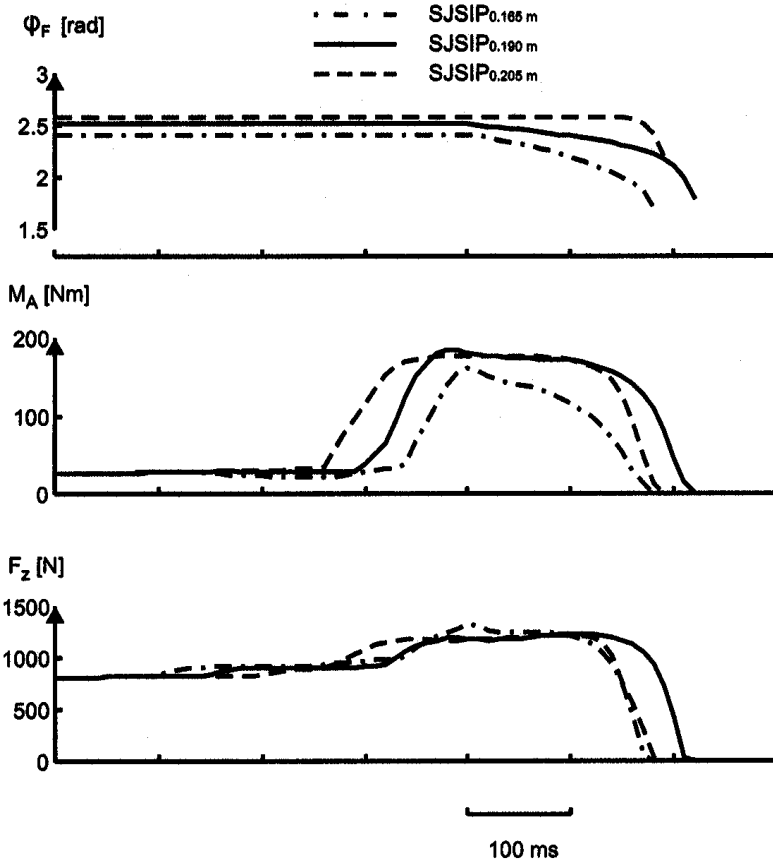 SJSIP0.165 m
SJSIP0.190 m
SJSIP0.205 m
ΦF [rad]
3
2.5
2
1.5
MA [Nm]
200
100
0
Fz [N]
1500
1000
500
0
100 ms